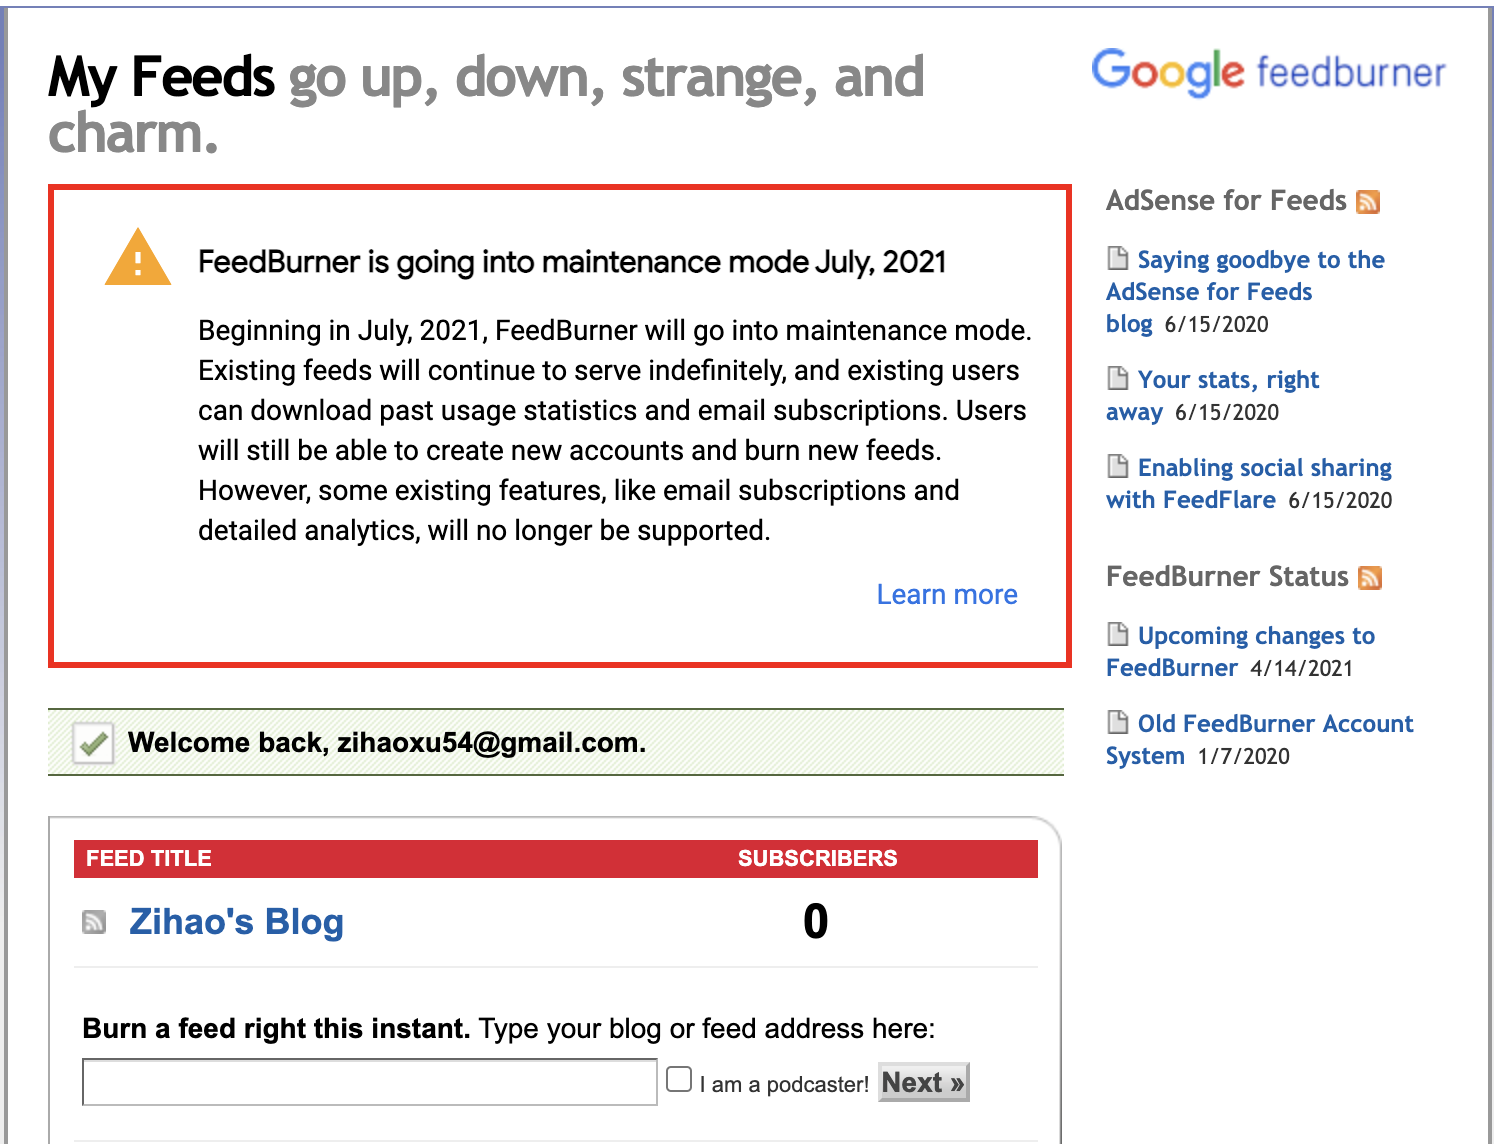 My Feeds go up, down, strange, and
charm.
Google feedburner
FeedBurner is going into maintenance mode July, 2021
Beginning in July, 2021, FeedBurner will go into maintenance mode.
Existing feeds will continue to serve indefinitely, and existing users
can download past usage statistics and email subscriptions. Users
will still be able to create new accounts and burn new feeds.
However, some existing features, like email subscriptions and
detailed analytics, will no longer be supported.
Learn more
Welcome back, zihaoxu54@gmail.com.
FEED TITLE SUBSCRIBERS
Zihao's Blog 0
Burn a feed right this instant. Type your blog or feed address here:
I am a podcaster! Next »
AdSense for Feeds
Saying goodbye to the
AdSense for Feeds
blog 6/15/2020
Your stats, right
away 6/15/2020
Enabling social sharing
with FeedFlare 6/15/2020
FeedBurner Status
Upcoming changes to
FeedBurner 4/14/2021
Old FeedBurner Account
System 1/7/2020